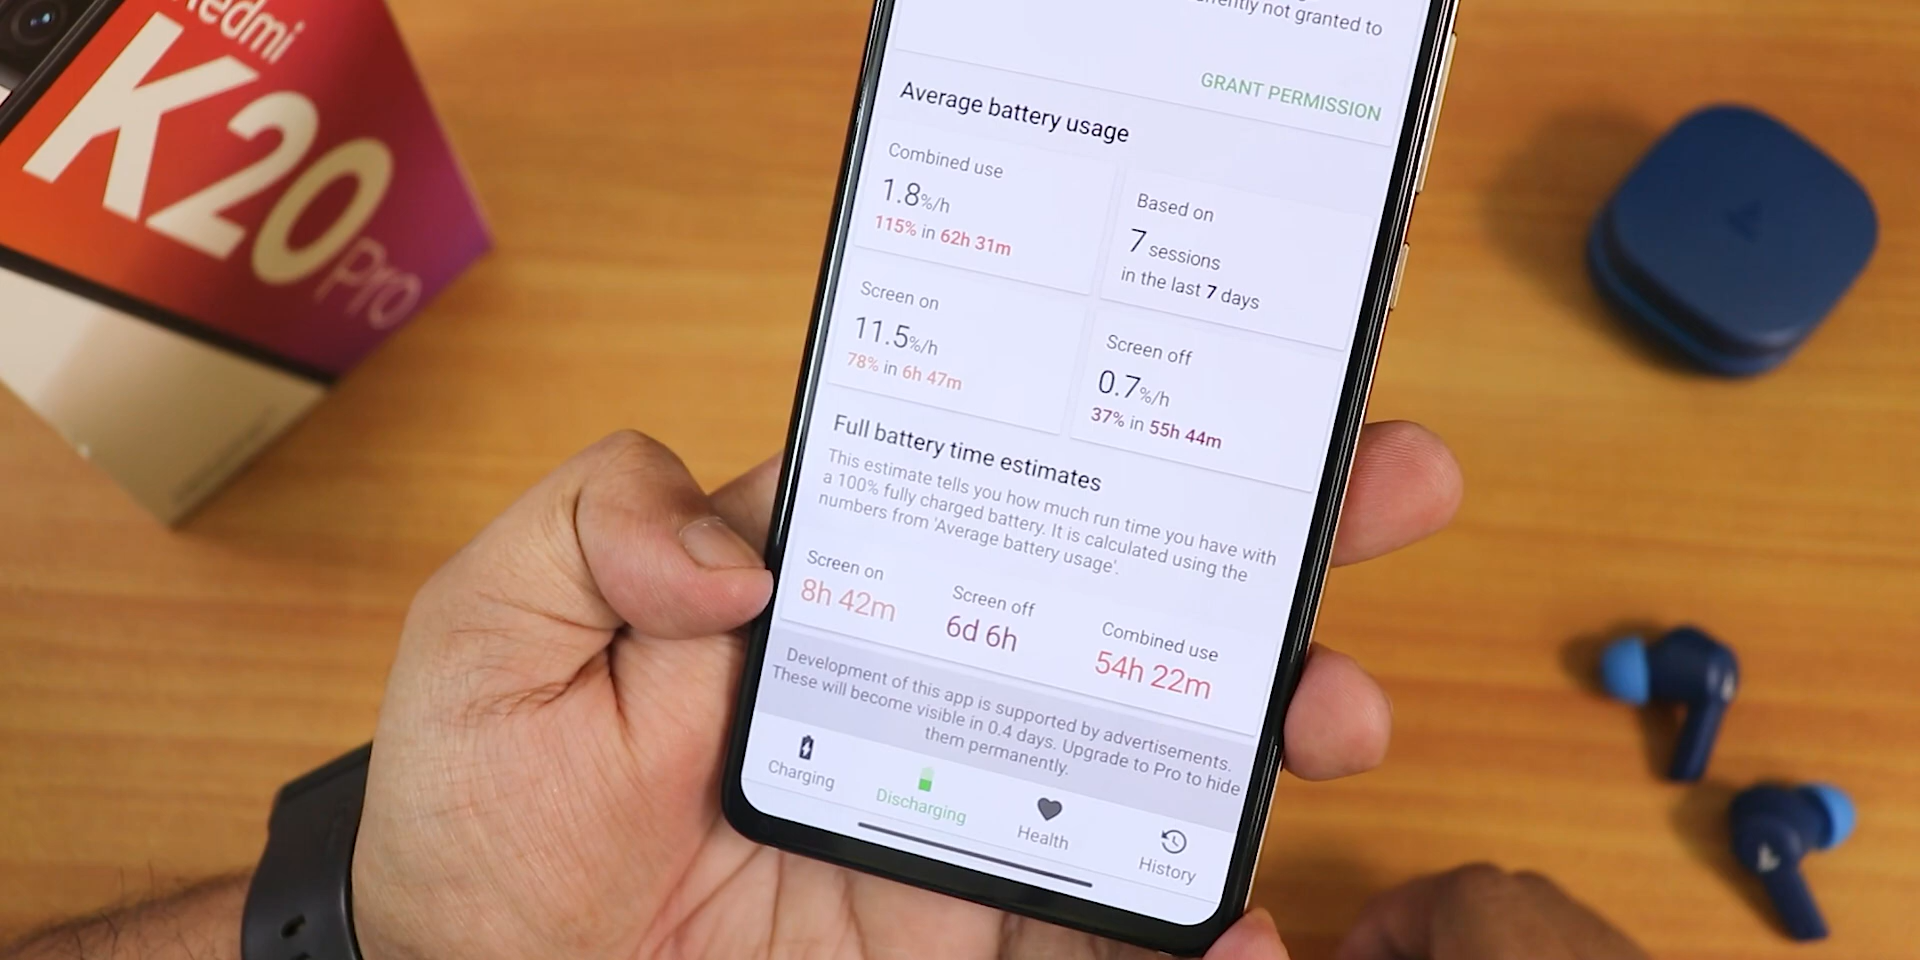 Redmi
K20 Pro
not granted to
GRANT PERMISSION
Average battery usage
Combined use
1.8%/h
115% in 62h 31m
Based on
7 sessions
in the last 7 days
Screen on
11.5%/h
78% in 6h 47m
Screen off
0.7%/h
37% in 55h 44m
Full battery time estimates
This estimate tells you how much run time you have with
a 100% fully charged battery. It is calculated using the
numbers from 'Average battery usage'.
Screen on
8h 42m
Screen off
6d 6h
Combined use
54h 22m
Development of this app is supported by advertisements.
These will become visible in 0.4 days. Upgrade to Pro to hide
them permanently.
Charging
Discharging
Health
History